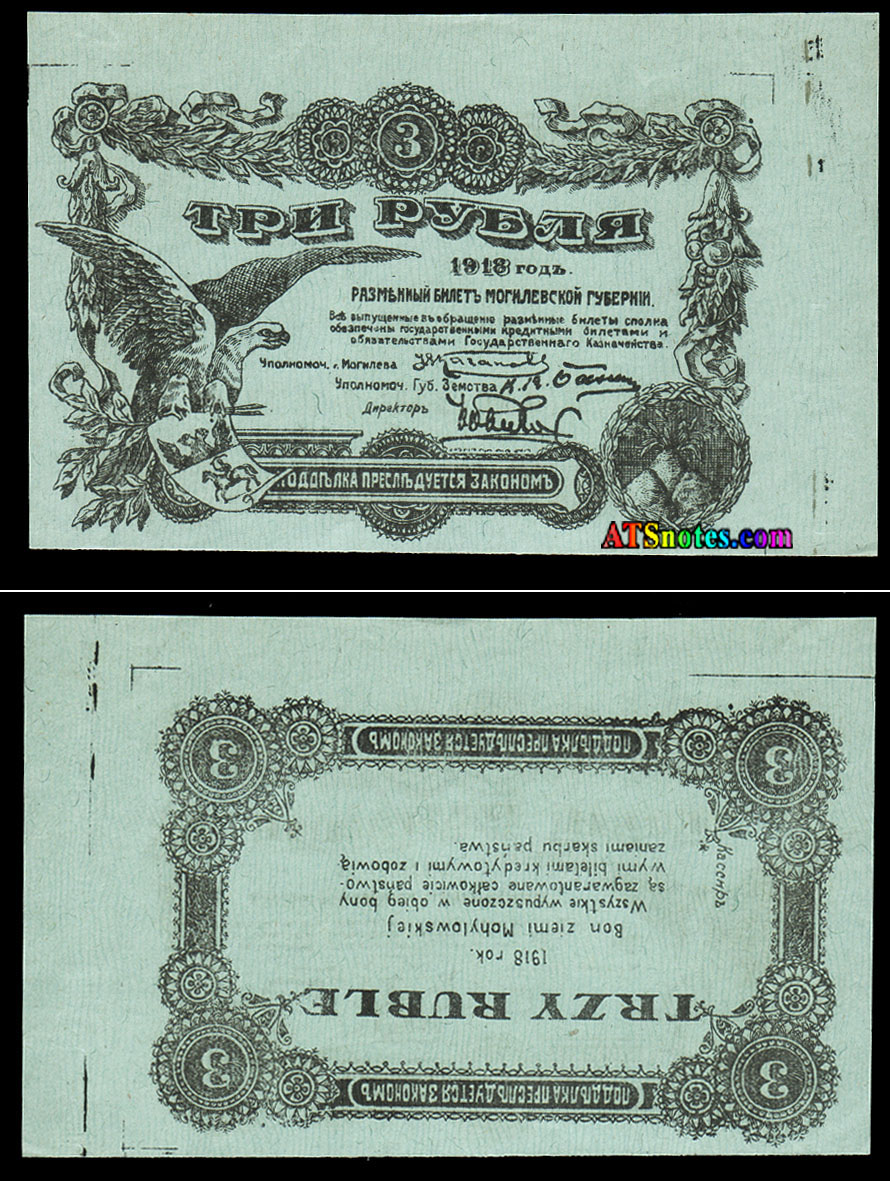 3
ТРИ РУБЛЯ
1918 годъ.
РАЗМѢННЫЙ БИЛЕТЪ МОГИЛЕВСКОЙ ГУБЕРНІИ.
Всѣ выпущенные въ обращеніе размѣнные билеты сполна
обезпечены государственными кредитными билетами и
обязательствами Государственнаго Казначейства.
Уполномоч. г. Могилева
Уполномоч. Губ. Земства
Директоръ
ПОДДѢЛКА ПРЕСЛѢДУЕТСЯ ЗАКОНОМЪ
ATSnotes.com
3 3
ПОДДѢЛКА ПРЕСЛѢДУЕТСЯ ЗАКОНОМЪ
TRZY RUBLE
1918 rok.
Bon ziemi Mohylowskiej
Wszystkie wypuszczone w obieg bony
są zagwarantowane całkowicie państwo-
wymi biletami kredytowymi i zobowią
zaniami skarbu państwa.
Кассиръ
ПОДДѢЛКА ПРЕСЛѢДУЕТСЯ ЗАКОНОМЪ
3 3